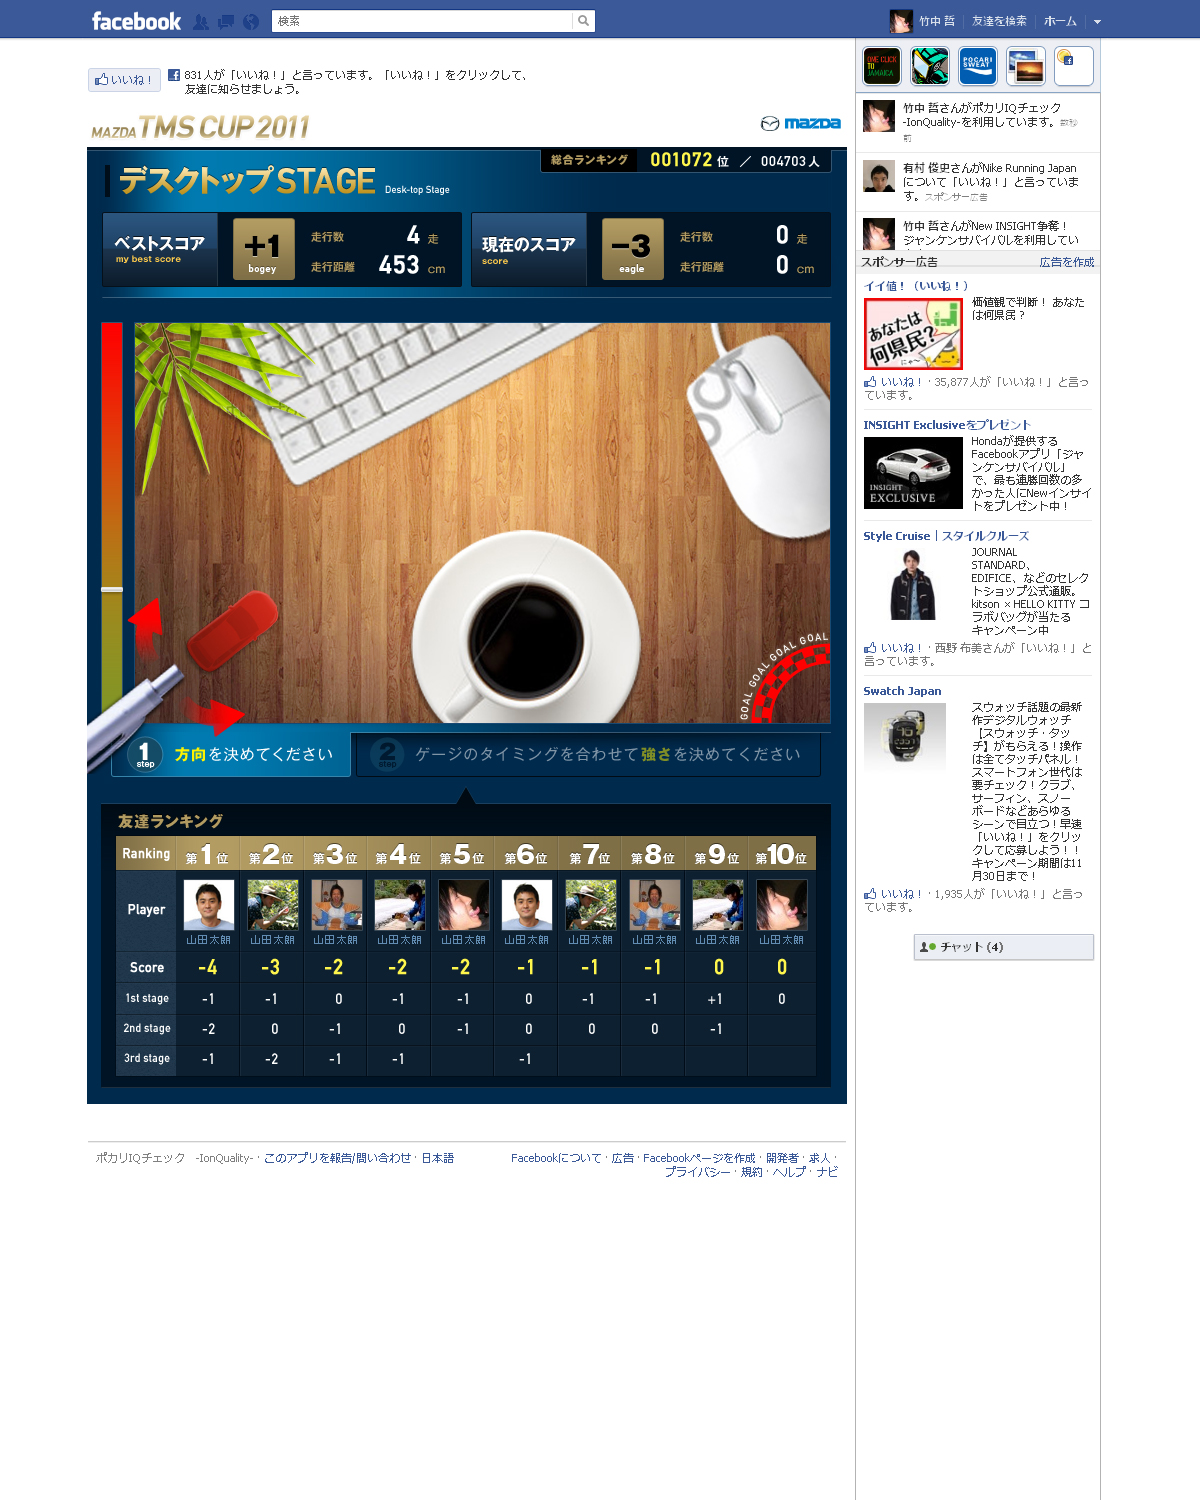 facebook
検索
竹中 哲
友達を検索
ホーム
いいね！
831人が「いいね！」と言っています。「いいね！」をクリックして、
友達に知らせましょう。
MAZDA TMS CUP 2011
mazda
総合ランキング 001072 位 ／ 004703 人
デスクトップ STAGE Desk-top Stage
ベストスコア
my best score
+1
bogey
走行数 4 走
走行距離 453 cm
現在のスコア
score
−3
eagle
走行数 0 走
走行距離 0 cm
GOAL GOAL GOAL GOAL
1 step 方向を決めてください
2 step ゲージのタイミングを合わせて強さを決めてください
友達ランキング
Ranking 第1位 第2位 第3位 第4位 第5位 第6位 第7位 第8位 第9位 第10位
Player 山田太朗 山田太朗 山田太朗 山田太朗 山田太朗 山田太朗 山田太朗 山田太朗 山田太朗 山田太朗
Score -4 -3 -2 -2 -2 -1 -1 -1 0 0
1st stage -1 -1 0 -1 -1 0 -1 -1 +1 0
2nd stage -2 0 -1 0 -1 0 0 0 -1
3rd stage -1 -2 -1 -1 -1
ポカリIQチェック -IonQuality- · このアプリを報告/問い合わせ · 日本語
Facebookについて · 広告 · Facebookページを作成 · 開発者 · 求人 ·
プライバシー · 規約 · ヘルプ · ナビ
ONE CLICK
TO
JAMAICA
POCARI
SWEAT
竹中 哲さんがポカリIQチェック
-IonQuality-を利用しています。数秒
前
有村 俊史さんがNike Running Japan
について「いいね！」と言っていま
す。スポンサー広告
竹中 哲さんがNew INSIGHT争奪！
ジャンケンサバイバルを利用してい
スポンサー広告
広告を作成
イイ値！（いいね！）
あなたは
何県民？
にゃ〜
価値観で判断！ あなた
は何県民？
いいね！ · 35,877人が「いいね！」と言っ
ています。
INSIGHT Exclusiveをプレゼント
INSIGHT
EXCLUSIVE
Hondaが提供する
Facebookアプリ「ジャ
ンケンサバイバル」
で、最も連勝回数の多
かった人にNewインサイ
トをプレゼント中！
Style Cruise｜スタイルクルーズ
JOURNAL
STANDARD、
EDIFICE、などのセレク
トショップ公式通販。
kitson ×HELLO KITTY コ
ラボバッグが当たる
キャンペーン中
いいね！ · 西野 布美さんが「いいね！」と
言っています。
Swatch Japan
スウォッチ話題の最新
作デジタルウォッチ
【スウォッチ・タッ
チ】がもらえる！操作
は全てタッチパネル！
スマートフォン世代は
要チェック！クラブ、
サーフィン、スノー
ボードなどあらゆる
シーンで目立つ！早速
「いいね！」をクリッ
クして応募しよう！！
キャンペーン期間は11
月30日まで！
いいね！ · 1,935人が「いいね！」と言っ
ています。
チャット (4)